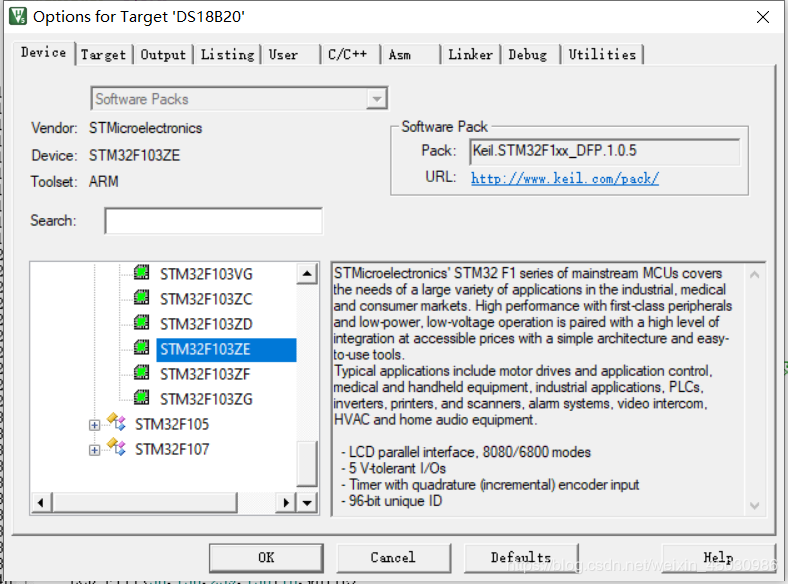 Options for Target 'DS18B20'
Device Target Output Listing User C/C++ Asm Linker Debug Utilities
Software Packs
Vendor: STMicroelectronics
Device: STM32F103ZE
Toolset: ARM
Search:
Software Pack
Pack: Keil.STM32F1xx_DFP.1.0.5
URL: http://www.keil.com/pack/
STM32F103VG
STM32F103ZC
STM32F103ZD
STM32F103ZE
STM32F103ZF
STM32F103ZG
STM32F105
STM32F107
STMicroelectronics' STM32 F1 series of mainstream MCUs covers
the needs of a large variety of applications in the industrial, medical
and consumer markets. High performance with first-class peripherals
and low-power, low-voltage operation is paired with a high level of
integration at accessible prices with a simple architecture and easy-
to-use tools.
Typical applications include motor drives and application control,
medical and handheld equipment, industrial applications, PLCs,
inverters, printers, and scanners, alarm systems, video intercom,
HVAC and home audio equipment.
- LCD parallel interface, 8080/6800 modes
- 5 V-tolerant I/Os
- Timer with quadrature (incremental) encoder input
- 96-bit unique ID
OK Cancel Defaults Help